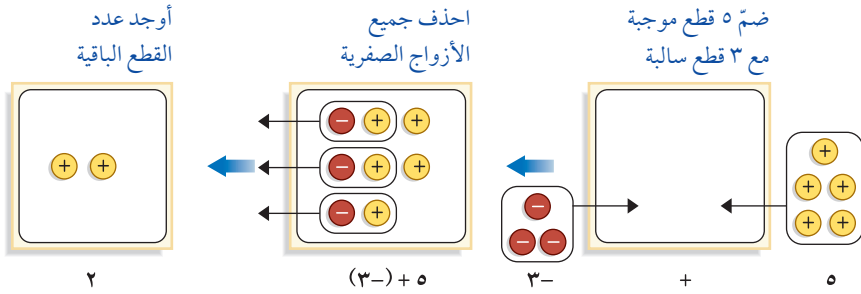 ضمّ ٥ قطع موجبة
مع ٣ قطع سالبة
احذف جميع
الأزواج الصفرية
أوجد عدد
القطع الباقية
+
+ +
+ +
−
− −
− + +
− + +
− +
+ +
٥
+
−٣
٥ + (−٣)
٢